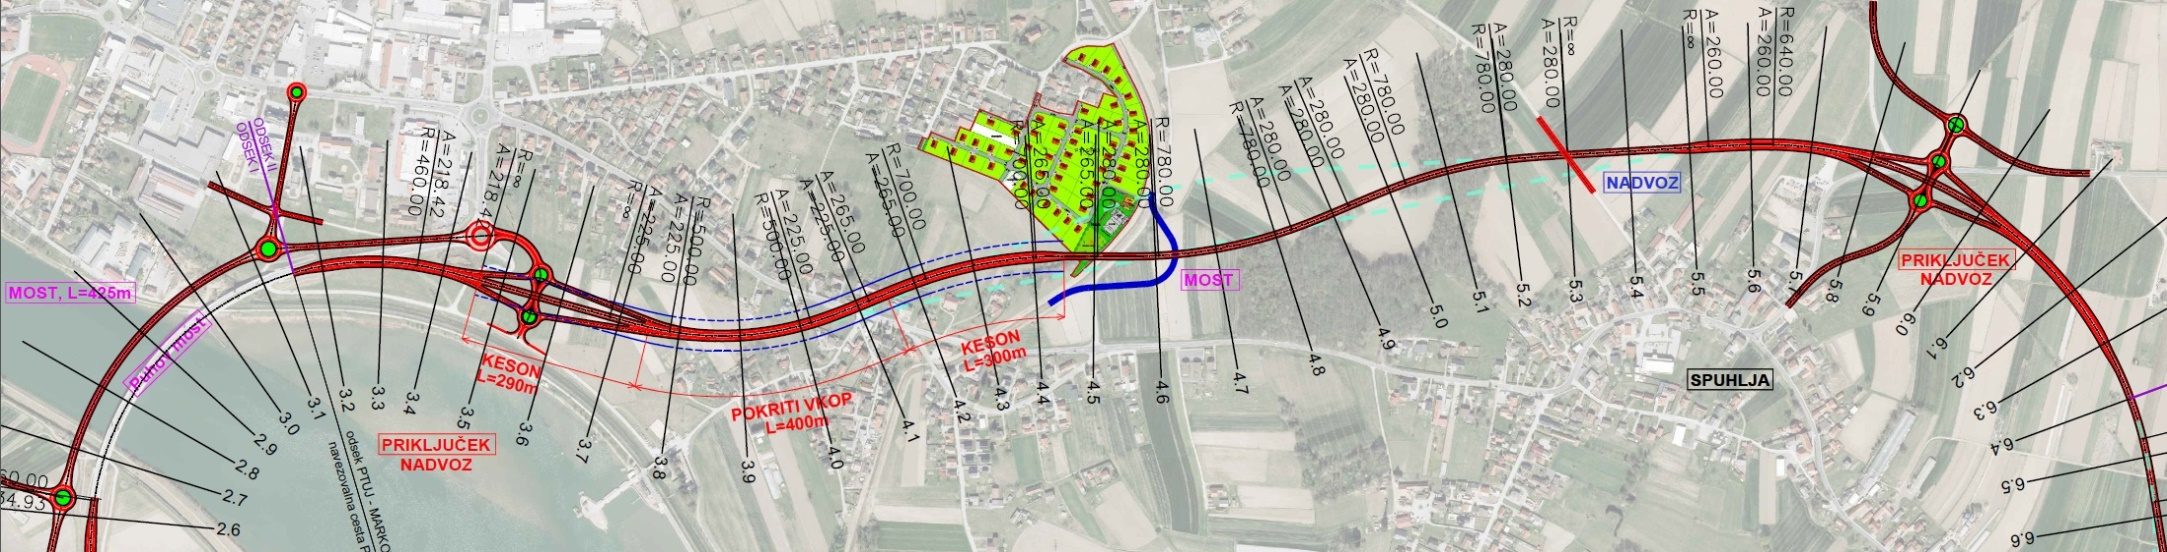 ODSEK II
ODSEK I
MOST, L=425m
Puhov most
A=218.42
R=460.00
R=∞
R=∞
A=225.00
R=500.00
A=225.00
A=225.00
R=500.00
A=265.00
A=225.00
R=700.00
A=265.00
A=265.00
A=265.00
A=280.00
R=780.00
A=280.00
A=280.00
R=780.00
A=280.00
A=280.00
R=780.00
A=280.00
A=280.00
R=780.00
R=∞
A=280.00
A=260.00
R=∞
R=640.00
A=260.00
KESON
L=290m
POKRITI VKOP
L=400m
KESON
L=300m
MOST
NADVOZ
PRIKLJUČEK
NADVOZ
PRIKLJUČEK
NADVOZ
SPUHLJA
odsek PTUJ - MARKO
navezovalna cesta P
60.00
34.93
2.6
2.7
2.8
2.9
3.0
3.1
3.2
3.3
3.4
3.5
3.6
3.7
3.8
3.9
4.0
4.1
4.2
4.3
4.4
4.5
4.6
4.7
4.8
4.9
5.0
5.1
5.2
5.3
5.4
5.5
5.6
5.7
5.8
5.9
6.0
6.1
6.2
6.3
6.4
6.5
6.6